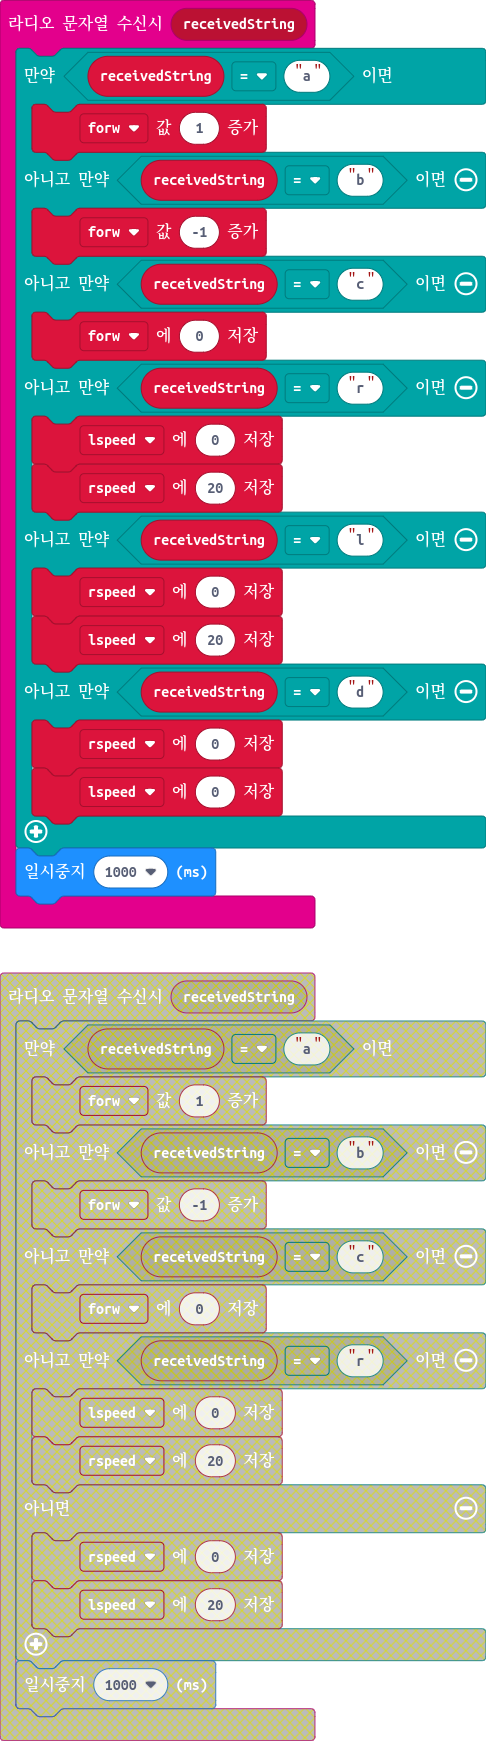 라디오 문자열 수신시 receivedString
만약 receivedString = "a" 이면
forw 값 1 증가
아니고 만약 receivedString = "b" 이면
forw 값 -1 증가
아니고 만약 receivedString = "c" 이면
forw 에 0 저장
아니고 만약 receivedString = "r" 이면
lspeed 에 0 저장
rspeed 에 20 저장
아니고 만약 receivedString = "l" 이면
rspeed 에 0 저장
lspeed 에 20 저장
아니고 만약 receivedString = "d" 이면
rspeed 에 0 저장
lspeed 에 0 저장
일시중지 1000 (ms)
라디오 문자열 수신시 receivedString
만약 receivedString = "a" 이면
forw 값 1 증가
아니고 만약 receivedString = "b" 이면
forw 값 -1 증가
아니고 만약 receivedString = "c" 이면
forw 에 0 저장
아니고 만약 receivedString = "r" 이면
lspeed 에 0 저장
rspeed 에 20 저장
아니면
rspeed 에 0 저장
lspeed 에 20 저장
일시중지 1000 (ms)